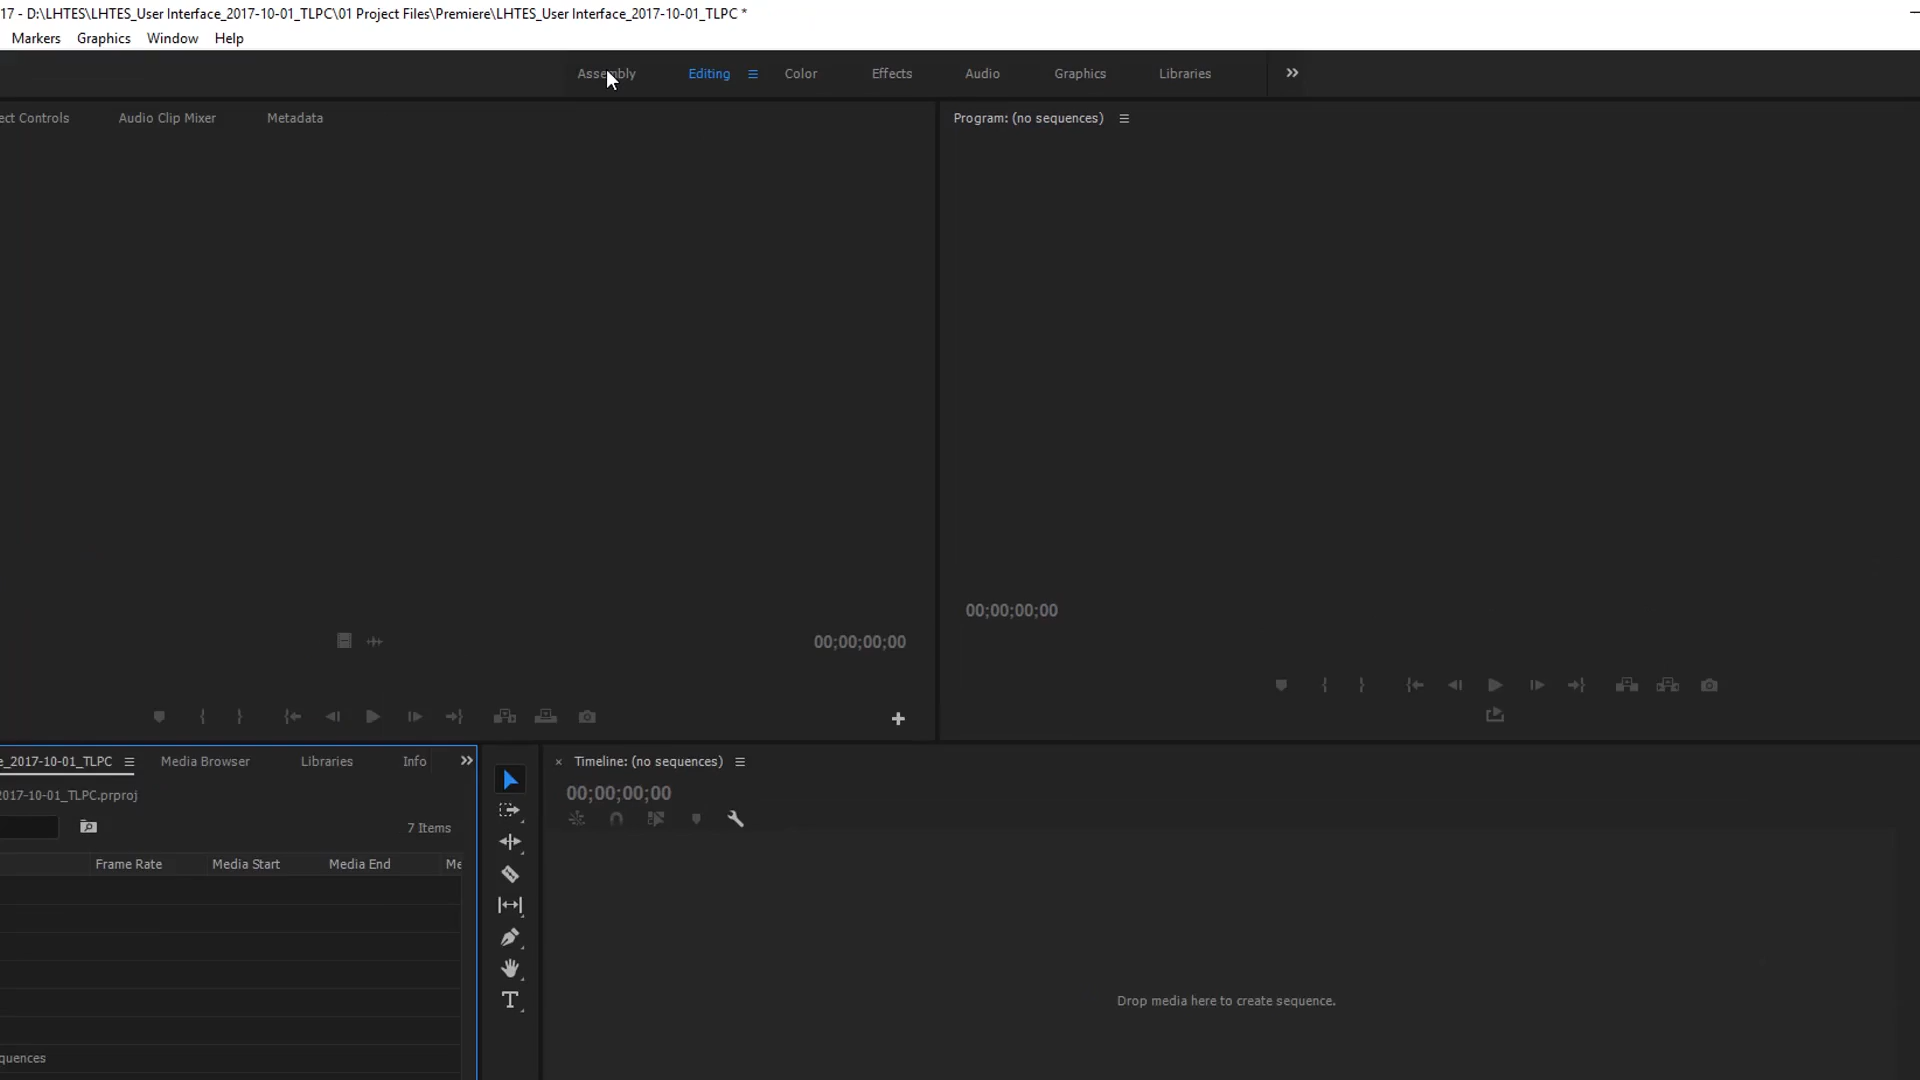 17 - D:\LHTES\LHTES_User Interface_2017-10-01_TLPC\01 Project Files\Premiere\LHTES_User Interface_2017-10-01_TLPC *
Markers Graphics Window Help
Assembly Editing Color Effects Audio Graphics Libraries
ect Controls Audio Clip Mixer Metadata
Program: (no sequences)
00;00;00;00
00;00;00;00
e_2017-10-01_TLPC Media Browser Libraries Info
Timeline: (no sequences)
2017-10-01_TLPC.prproj
00;00;00;00
7 Items
Frame Rate Media Start Media End Me
Drop media here to create sequence.
quences